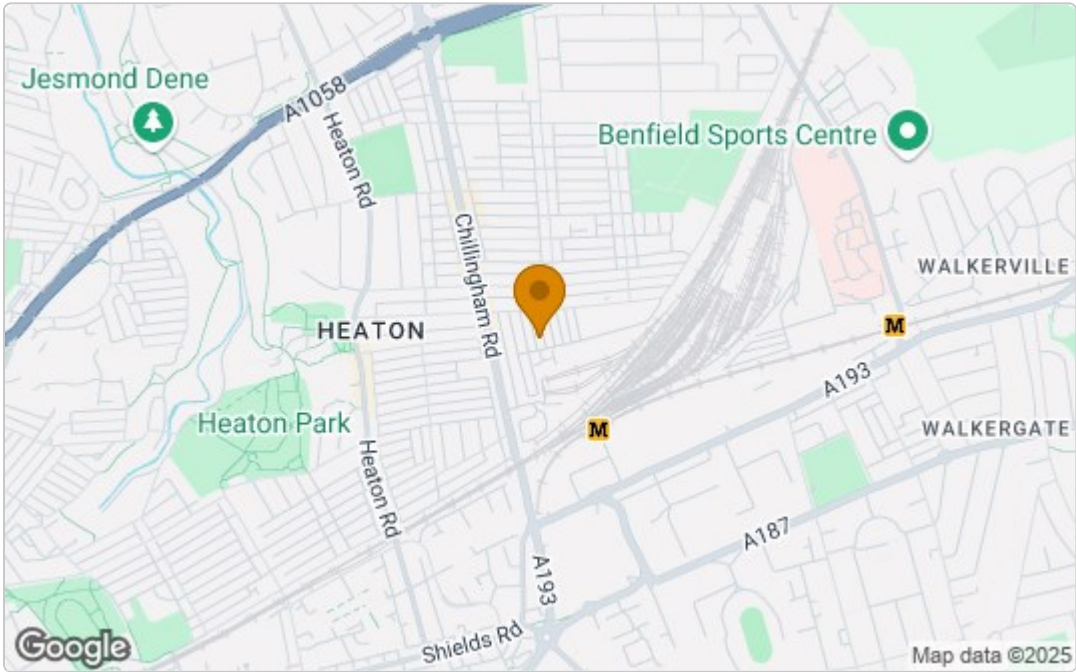 Jesmond Dene
A1058
Heaton Rd
Benfield Sports Centre
Chillingham Rd
WALKERVILLE
HEATON
M
A193
Heaton Park
M
WALKERGATE
Heaton Rd
A187
A193
Shields Rd
Google
Map data ©2025